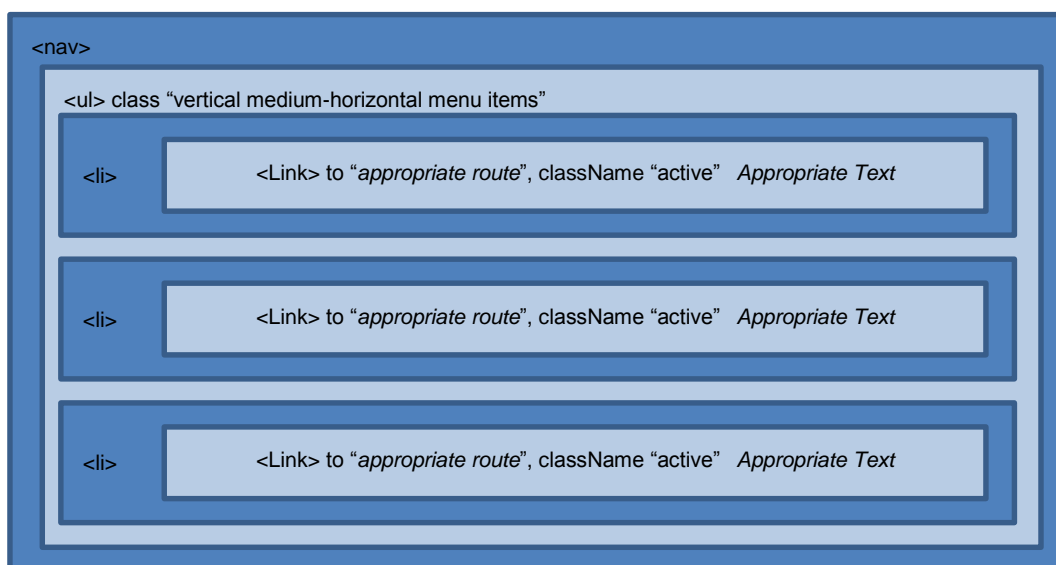 <nav>
<ul> class “vertical medium-horizontal menu items”
<li> <Link> to “appropriate route”, className “active” Appropriate Text
<li> <Link> to “appropriate route”, className “active” Appropriate Text
<li> <Link> to “appropriate route”, className “active” Appropriate Text